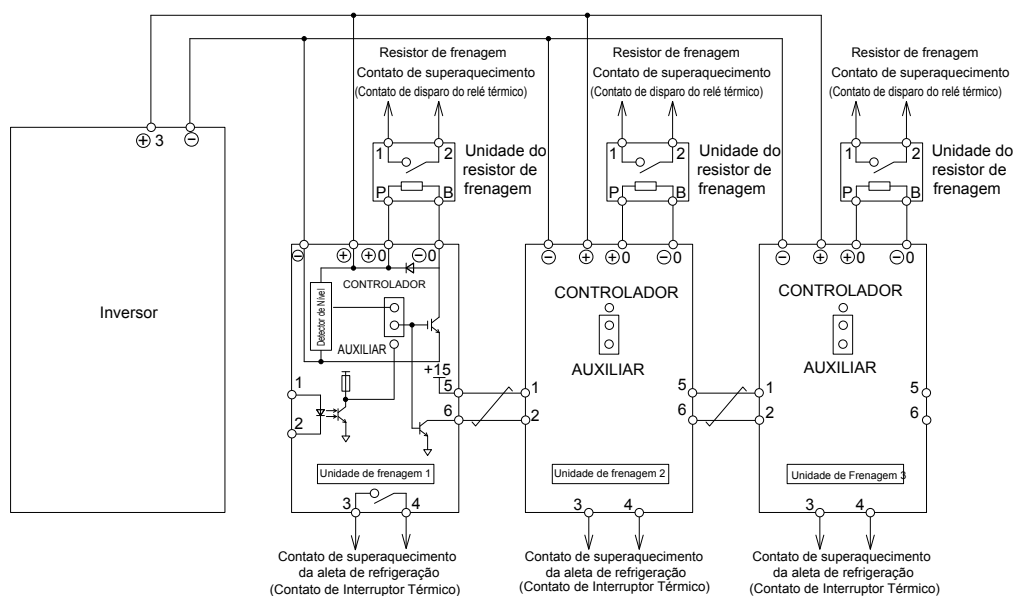 Resistor de frenagem
Contato de superaquecimento
(Contato de disparo do relé térmico)
Resistor de frenagem
Contato de superaquecimento
(Contato de disparo do relé térmico)
Resistor de frenagem
Contato de superaquecimento
(Contato de disparo do relé térmico)
⊕ 3 ⊖
Inversor
1 2
P B
Unidade do
resistor de
frenagem
1 2
P B
Unidade do
resistor de
frenagem
1 2
P B
Unidade do
resistor de
frenagem
⊖ ⊕ ⊕0 ⊖0
CONTROLADOR
Detector de Nível
AUXILIAR
+15
1
2
5
6
Unidade de frenagem 1
3 4
Contato de superaquecimento
da aleta de refrigeração
(Contato de Interruptor Térmico)
⊖ ⊕ ⊕0 ⊖0
CONTROLADOR
AUXILIAR
1
2
5
6
Unidade de frenagem 2
3 4
Contato de superaquecimento
da aleta de refrigeração
(Contato de Interruptor Térmico)
⊖ ⊕ ⊕0 ⊖0
CONTROLADOR
AUXILIAR
1
2
5
6
Unidade de Frenagem 3
3 4
Contato de superaquecimento
da aleta de refrigeração
(Contato de Interruptor Térmico)